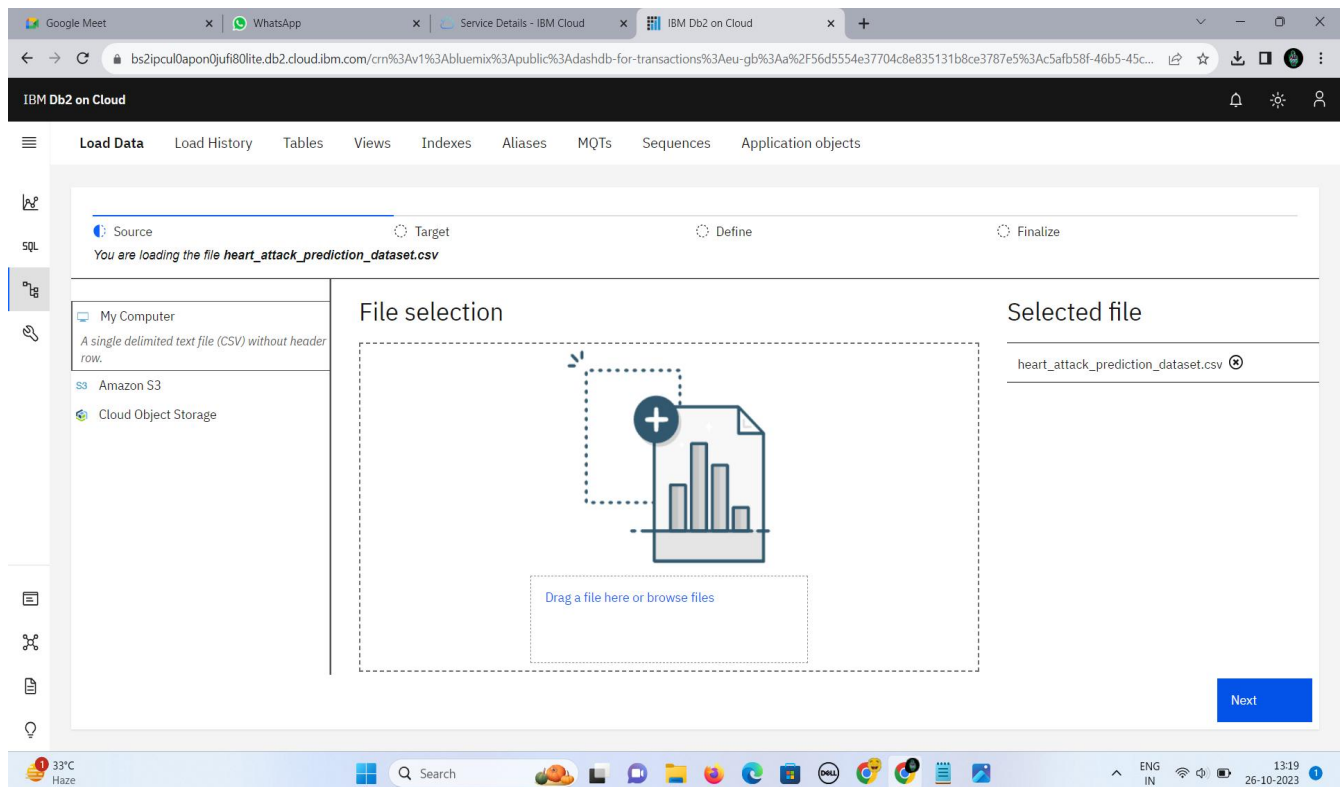 Google Meet
WhatsApp
Service Details - IBM Cloud
IBM Db2 on Cloud
bs2ipcul0apon0jufi80lite.db2.cloud.ibm.com/crn%3Av1%3Abluemix%3Apublic%3Adashdb-for-transactions%3Aeu-gb%3Aa%2F56d5554e37704c8e835131b8ce3787e5%3Ac5afb58f-46b5-45c...
IBM Db2 on Cloud
Load Data Load History Tables Views Indexes Aliases MQTs Sequences Application objects
Source Target Define Finalize
You are loading the file heart_attack_prediction_dataset.csv
SQL
File selection
Selected file
My Computer
A single delimited text file (CSV) without header
row.
heart_attack_prediction_dataset.csv
S3 Amazon S3
Cloud Object Storage
Drag a file here or browse files
Next
1
33°C
Haze
Search
DELL
ENG
IN
13:19
26-10-2023
1